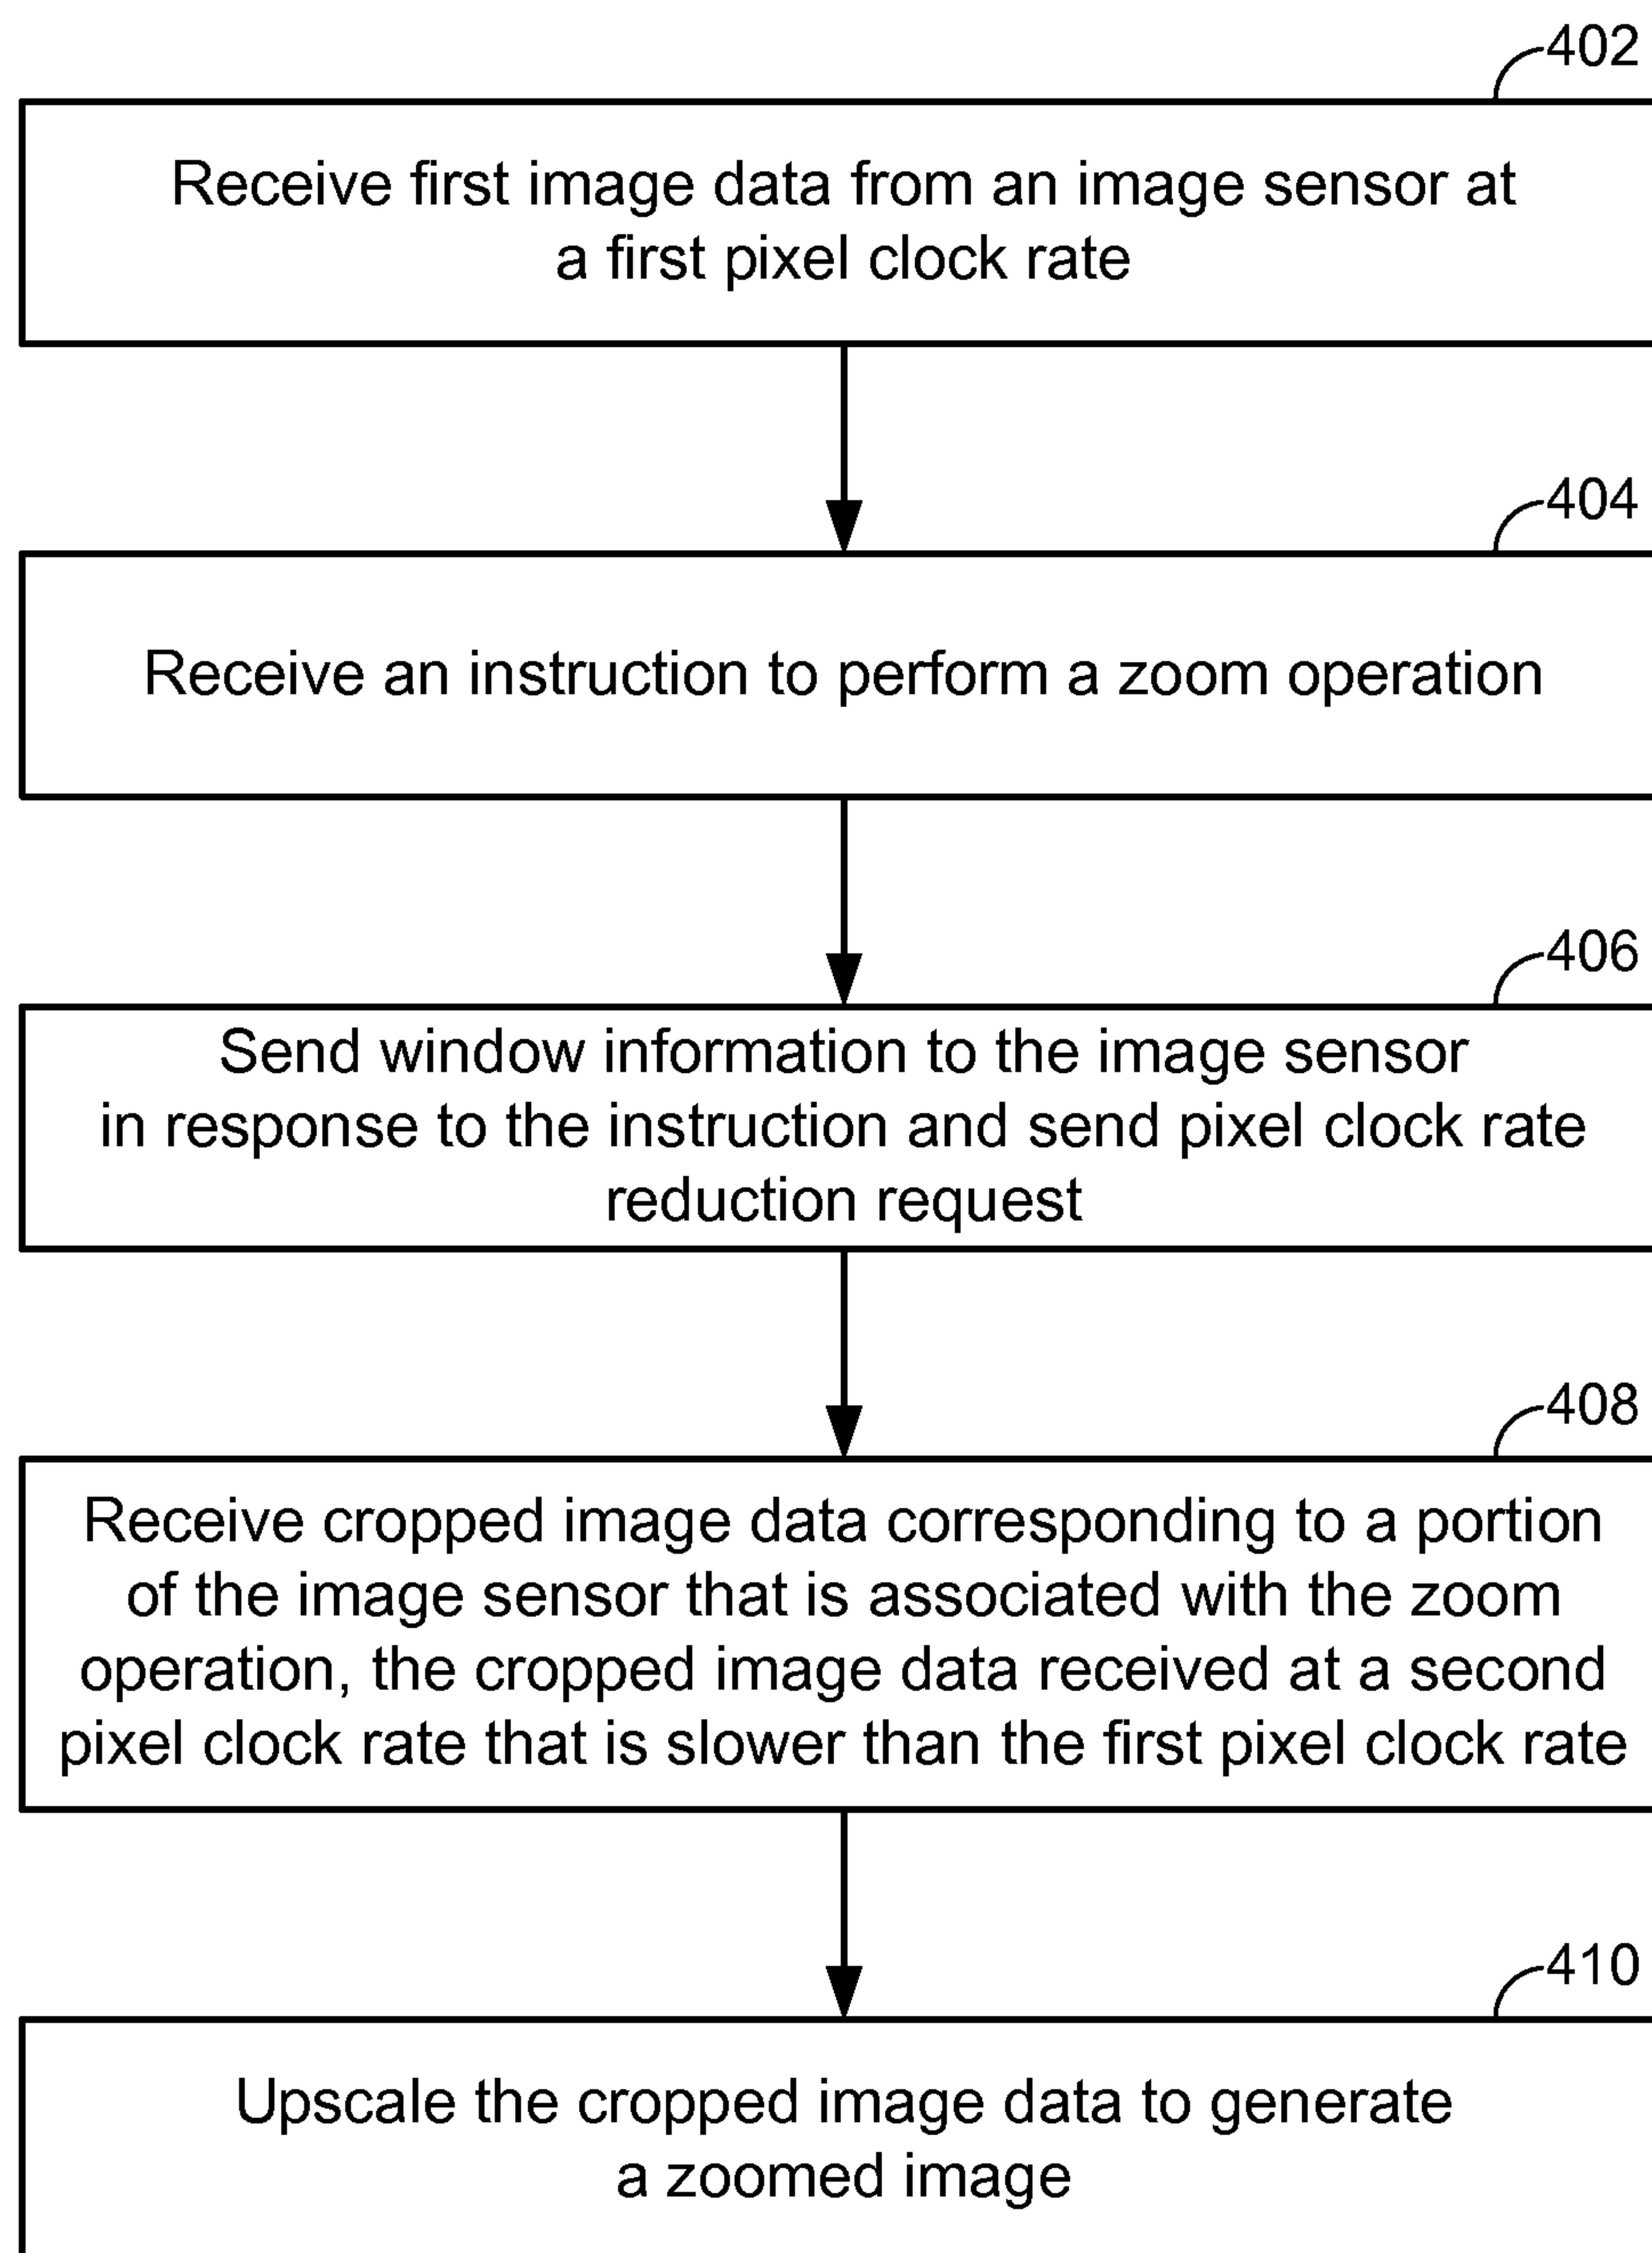 402
Receive first image data from an image sensor at
a first pixel clock rate
404
Receive an instruction to perform a zoom operation
406
Send window information to the image sensor
in response to the instruction and send pixel clock rate
reduction request
408
Receive cropped image data corresponding to a portion
of the image sensor that is associated with the zoom
operation, the cropped image data received at a second
pixel clock rate that is slower than the first pixel clock rate
410
Upscale the cropped image data to generate
a zoomed image